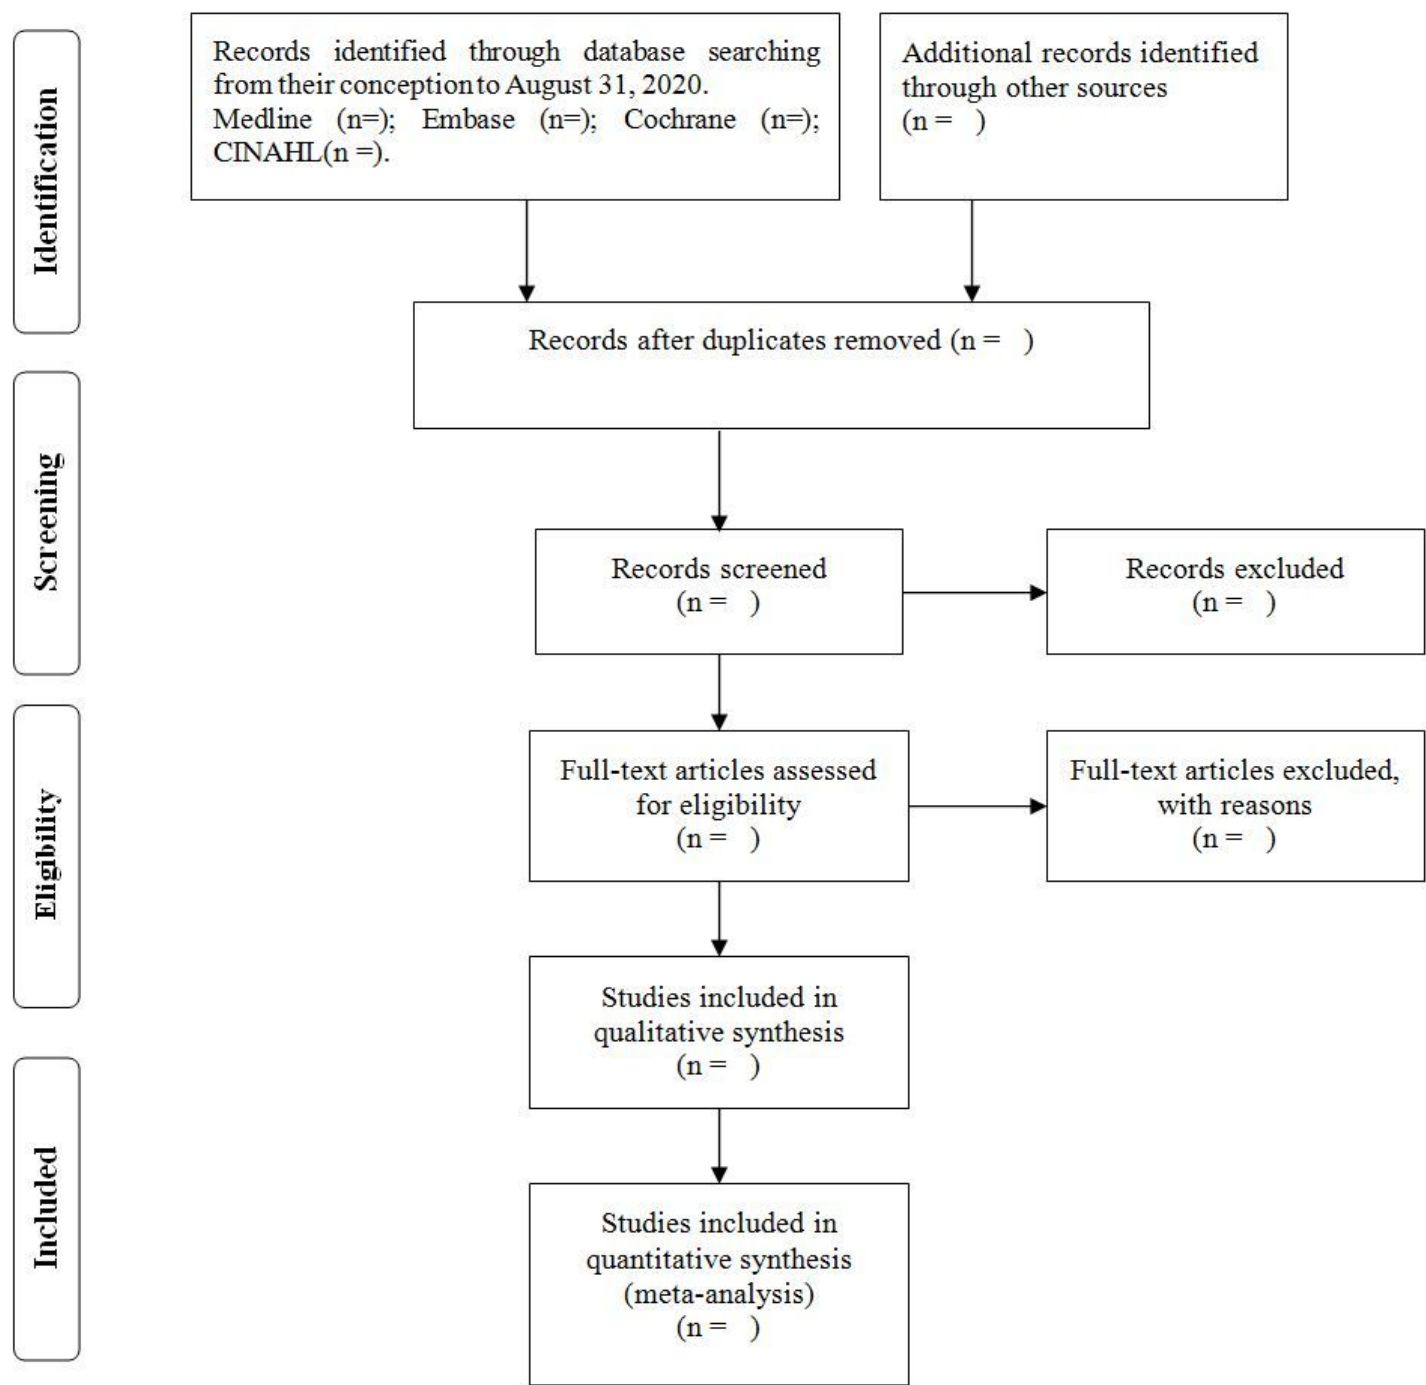 Identification
Records identified through database searching
from their conception to August 31, 2020.
Medline (n=); Embase (n=); Cochrane (n=);
CINAHL(n =).
Additional records identified
through other sources
(n =   )
Records after duplicates removed (n =   )
Screening
Records screened
(n =   )
Records excluded
(n =   )
Eligibility
Full-text articles assessed
for eligibility
(n =   )
Full-text articles excluded,
with reasons
(n =   )
Studies included in
qualitative synthesis
(n =   )
Included
Studies included in
quantitative synthesis
(meta-analysis)
(n =   )